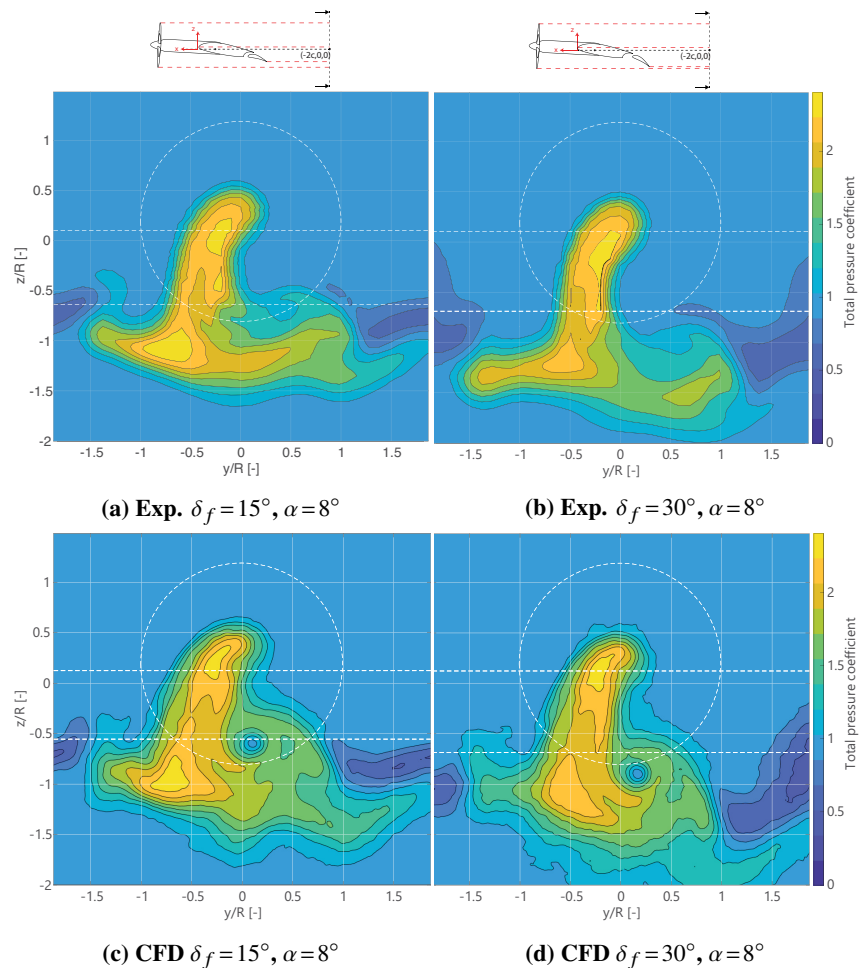 z
x
(-2c,0,0)
z
x
(-2c,0,0)
1
0.5
0
-0.5
-1
-1.5
-2
z/R [-]
-1.5 -1 -0.5 0 0.5 1 1.5
y/R [-]
-1.5 -1 -0.5 0 0.5 1 1.5
y/R [-]
2
1.5
1
0.5
0
Total pressure coefficient
(a) Exp. δf = 15°, α = 8°
(b) Exp. δf = 30°, α = 8°
1
0.5
0
-0.5
-1
-1.5
-2
z/R [-]
-1.5 -1 -0.5 0 0.5 1 1.5
y/R [-]
-1.5 -1 -0.5 0 0.5 1 1.5
y/R [-]
2
1.5
1
0.5
0
Total pressure coefficient
(c) CFD δf = 15°, α = 8°
(d) CFD δf = 30°, α = 8°